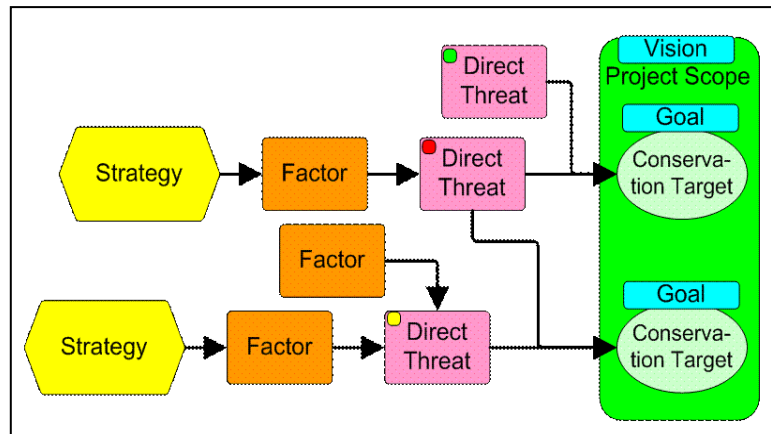 Vision
Project Scope
Direct
Threat
Goal
Conserva-
tion Target
Strategy
Factor
Direct
Threat
Factor
Goal
Conserva-
tion Target
Strategy
Factor
Direct
Threat